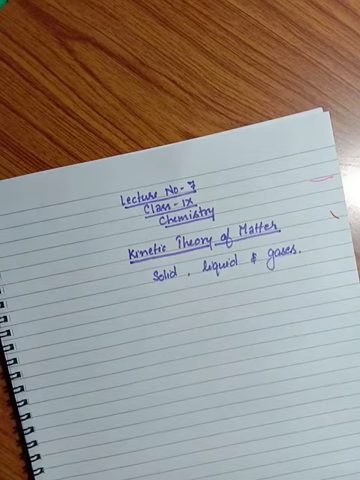 Lecture No-7
Class-IX
Chemistry
Kinetic Theory of Matter
Solid, liquid & gases.